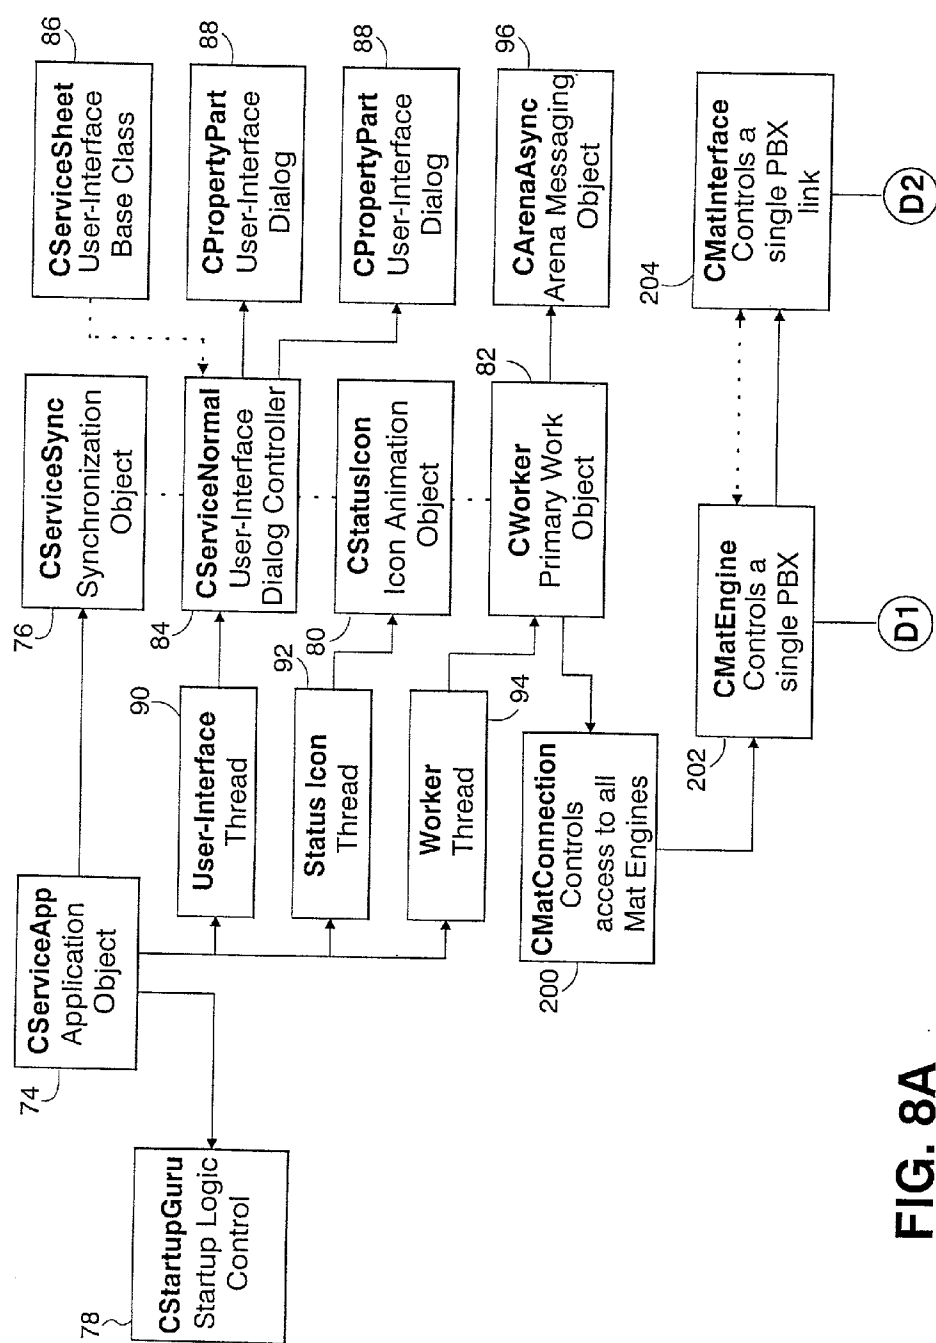 86
CServiceSheet
User-Interface
Base Class
88
CPropertyPart
User-Interface
Dialog
88
CPropertyPart
User-Interface
Dialog
96
CArenaAsync
Arena Messaging
Object
204
CMatInterface
Controls a
single PBX
link
D2
76
CServiceSync
Synchronization
Object
84
CServiceNormal
User-Interface
Dialog Controller
80
CStatusIcon
Icon Animation
Object
82
CWorker
Primary Work
Object
202
CMatEngine
Controls a
single PBX
D1
90
User-Interface
Thread
92
Status Icon
Thread
94
Worker
Thread
200
CMatConnection
Controls
access to all
Mat Engines
74
CServiceApp
Application
Object
78
CStartupGuru
Startup Logic
Control
FIG. 8A